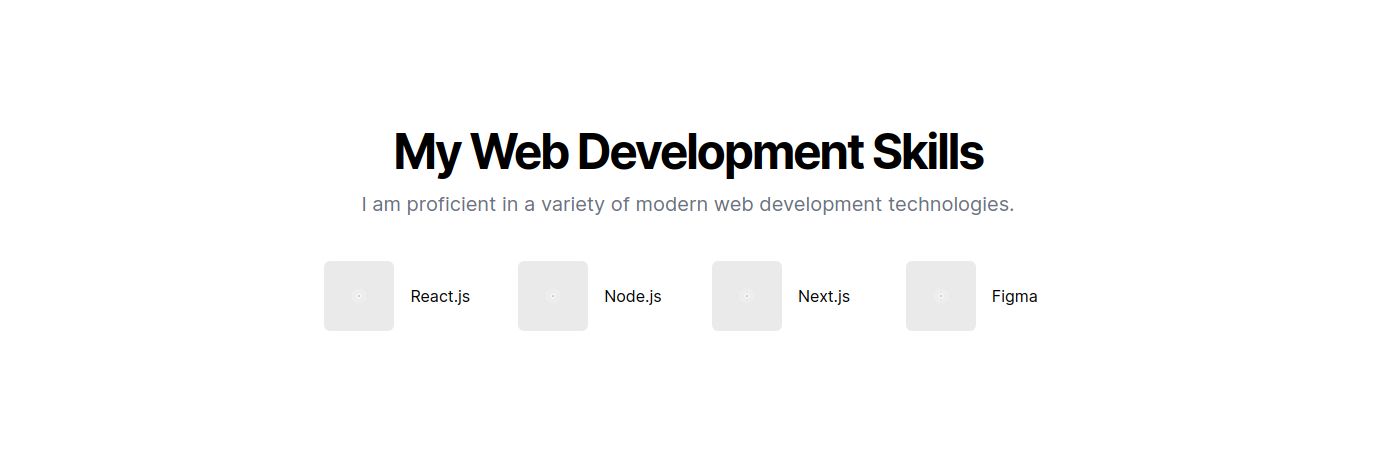 My Web Development Skills
I am proficient in a variety of modern web development technologies.
React.js
Node.js
Next.js
Figma